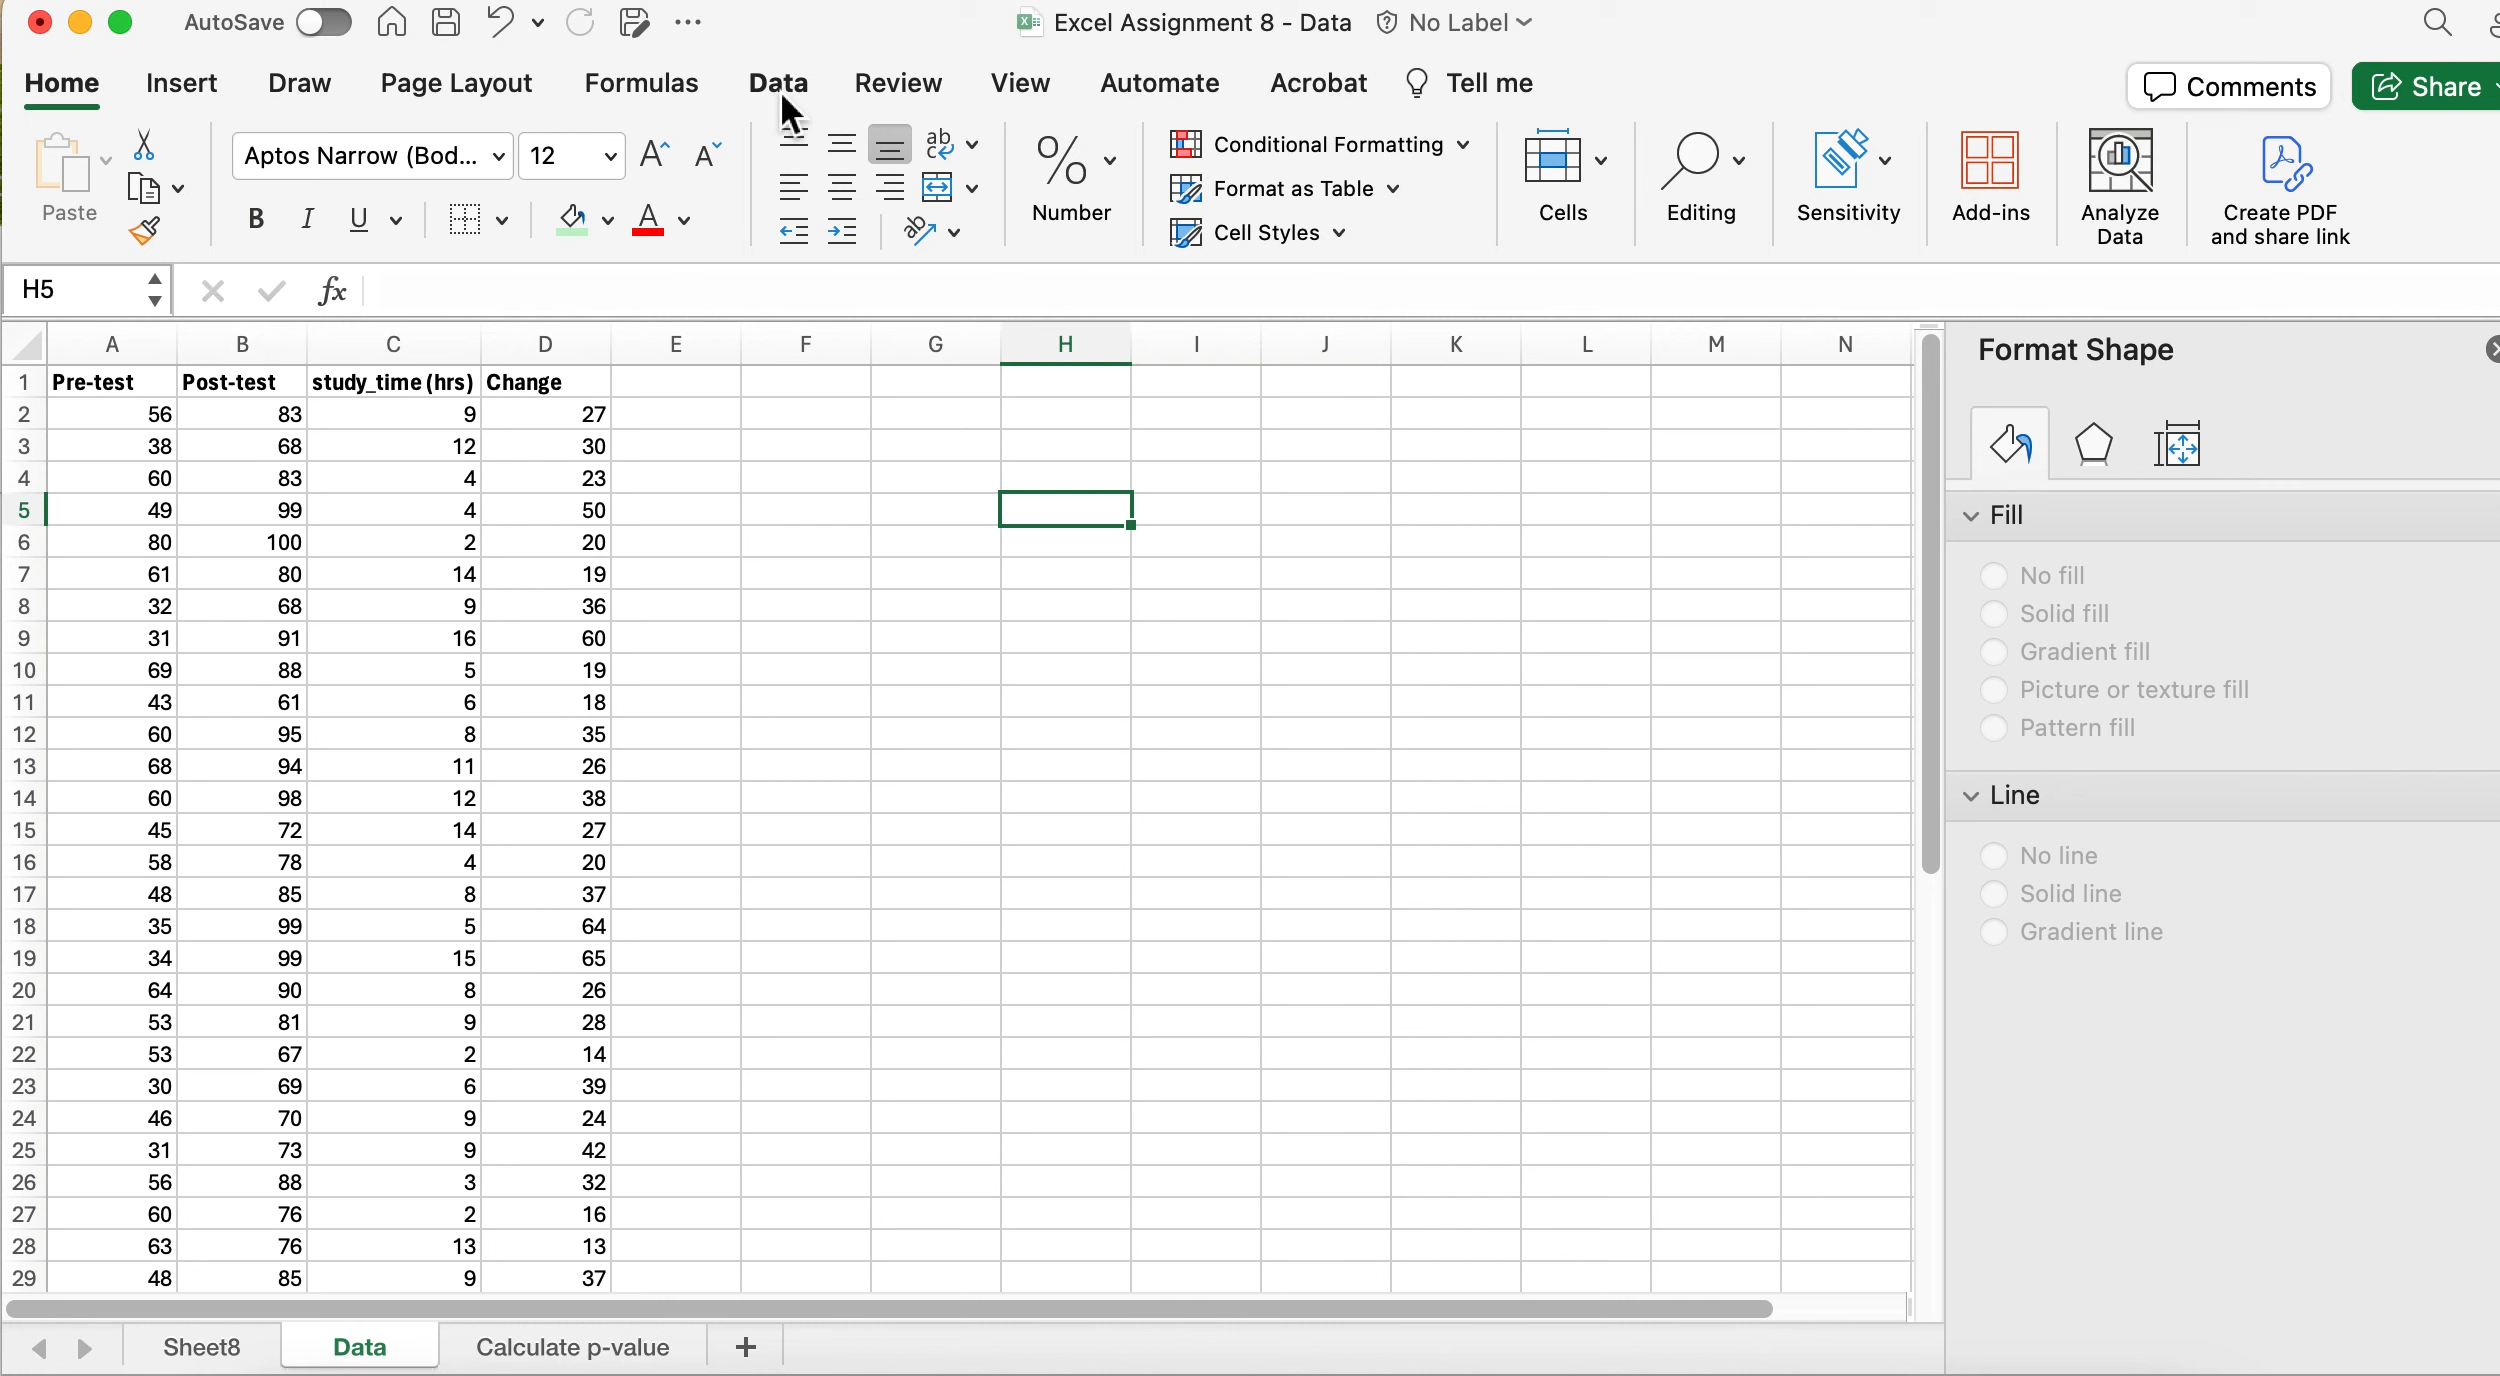 AutoSave
Excel Assignment 8 - Data
No Label
Home Insert Draw Page Layout Formulas Data Review View Automate Acrobat Tell me
Comments Share
Paste
Aptos Narrow (Bod... 12
B I U
Number
Conditional Formatting
Format as Table
Cell Styles
Cells
Editing
Sensitivity
Add-ins
Analyze
Data
Create PDF
and share link
H5
fx
A B C D E F G H I J K L M N
1 Pre-test Post-test study_time (hrs) Change
2 56 83 9 27
3 38 68 12 30
4 60 83 4 23
5 49 99 4 50
6 80 100 2 20
7 61 80 14 19
8 32 68 9 36
9 31 91 16 60
10 69 88 5 19
11 43 61 6 18
12 60 95 8 35
13 68 94 11 26
14 60 98 12 38
15 45 72 14 27
16 58 78 4 20
17 48 85 8 37
18 35 99 5 64
19 34 99 15 65
20 64 90 8 26
21 53 81 9 28
22 53 67 2 14
23 30 69 6 39
24 46 70 9 24
25 31 73 9 42
26 56 88 3 32
27 60 76 2 16
28 63 76 13 13
29 48 85 9 37
Format Shape
Fill
No fill
Solid fill
Gradient fill
Picture or texture fill
Pattern fill
Line
No line
Solid line
Gradient line
Sheet8 Data Calculate p-value +